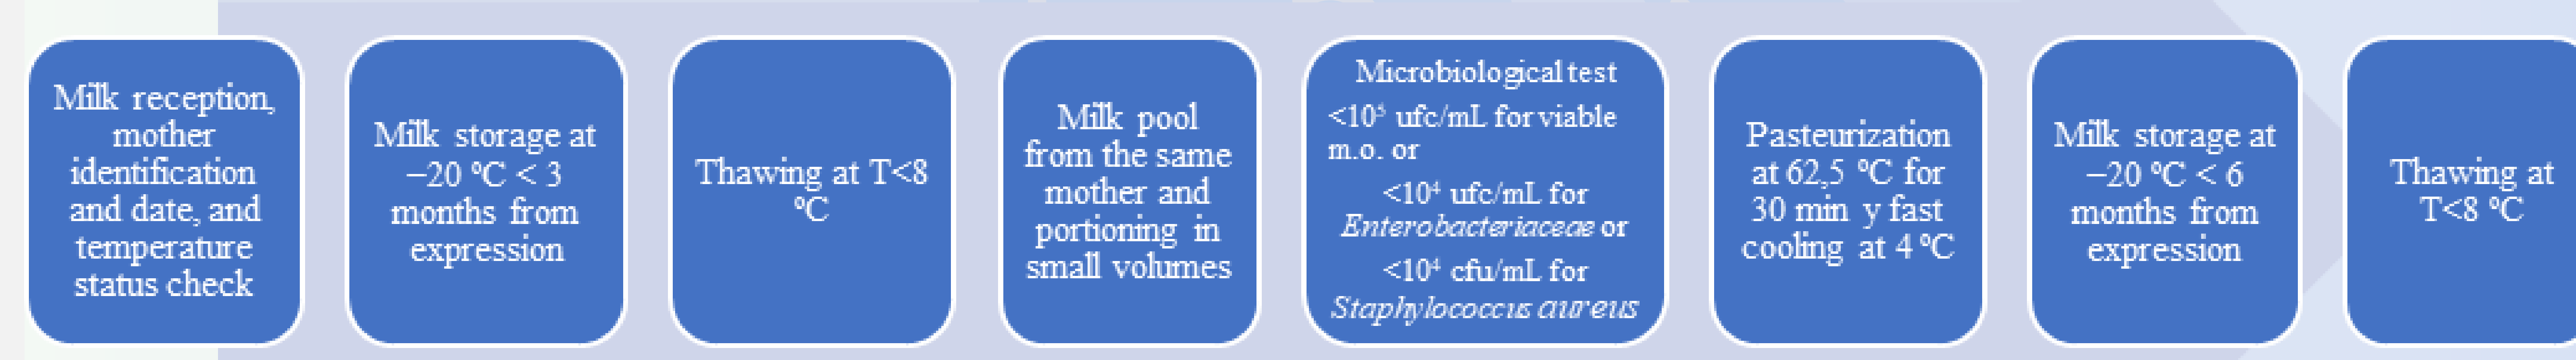 Milk reception,
mother
identification
and date, and
temperature
status check
Milk storage at
−20 ºC < 3
months from
expression
Thawing at T<8
ºC
Milk pool
from the same
mother and
portioning in
small volumes
Microbiological test
<10⁵ ufc/mL for viable
m.o. or
<10⁴ ufc/mL for
Enterobacteriaceae or
<10⁴ cfu/mL for
Staphylococcus aureus
Pasteurization
at 62,5 ºC for
30 min y fast
cooling at 4 ºC
Milk storage at
−20 ºC < 6
months from
expression
Thawing at
T<8 ºC